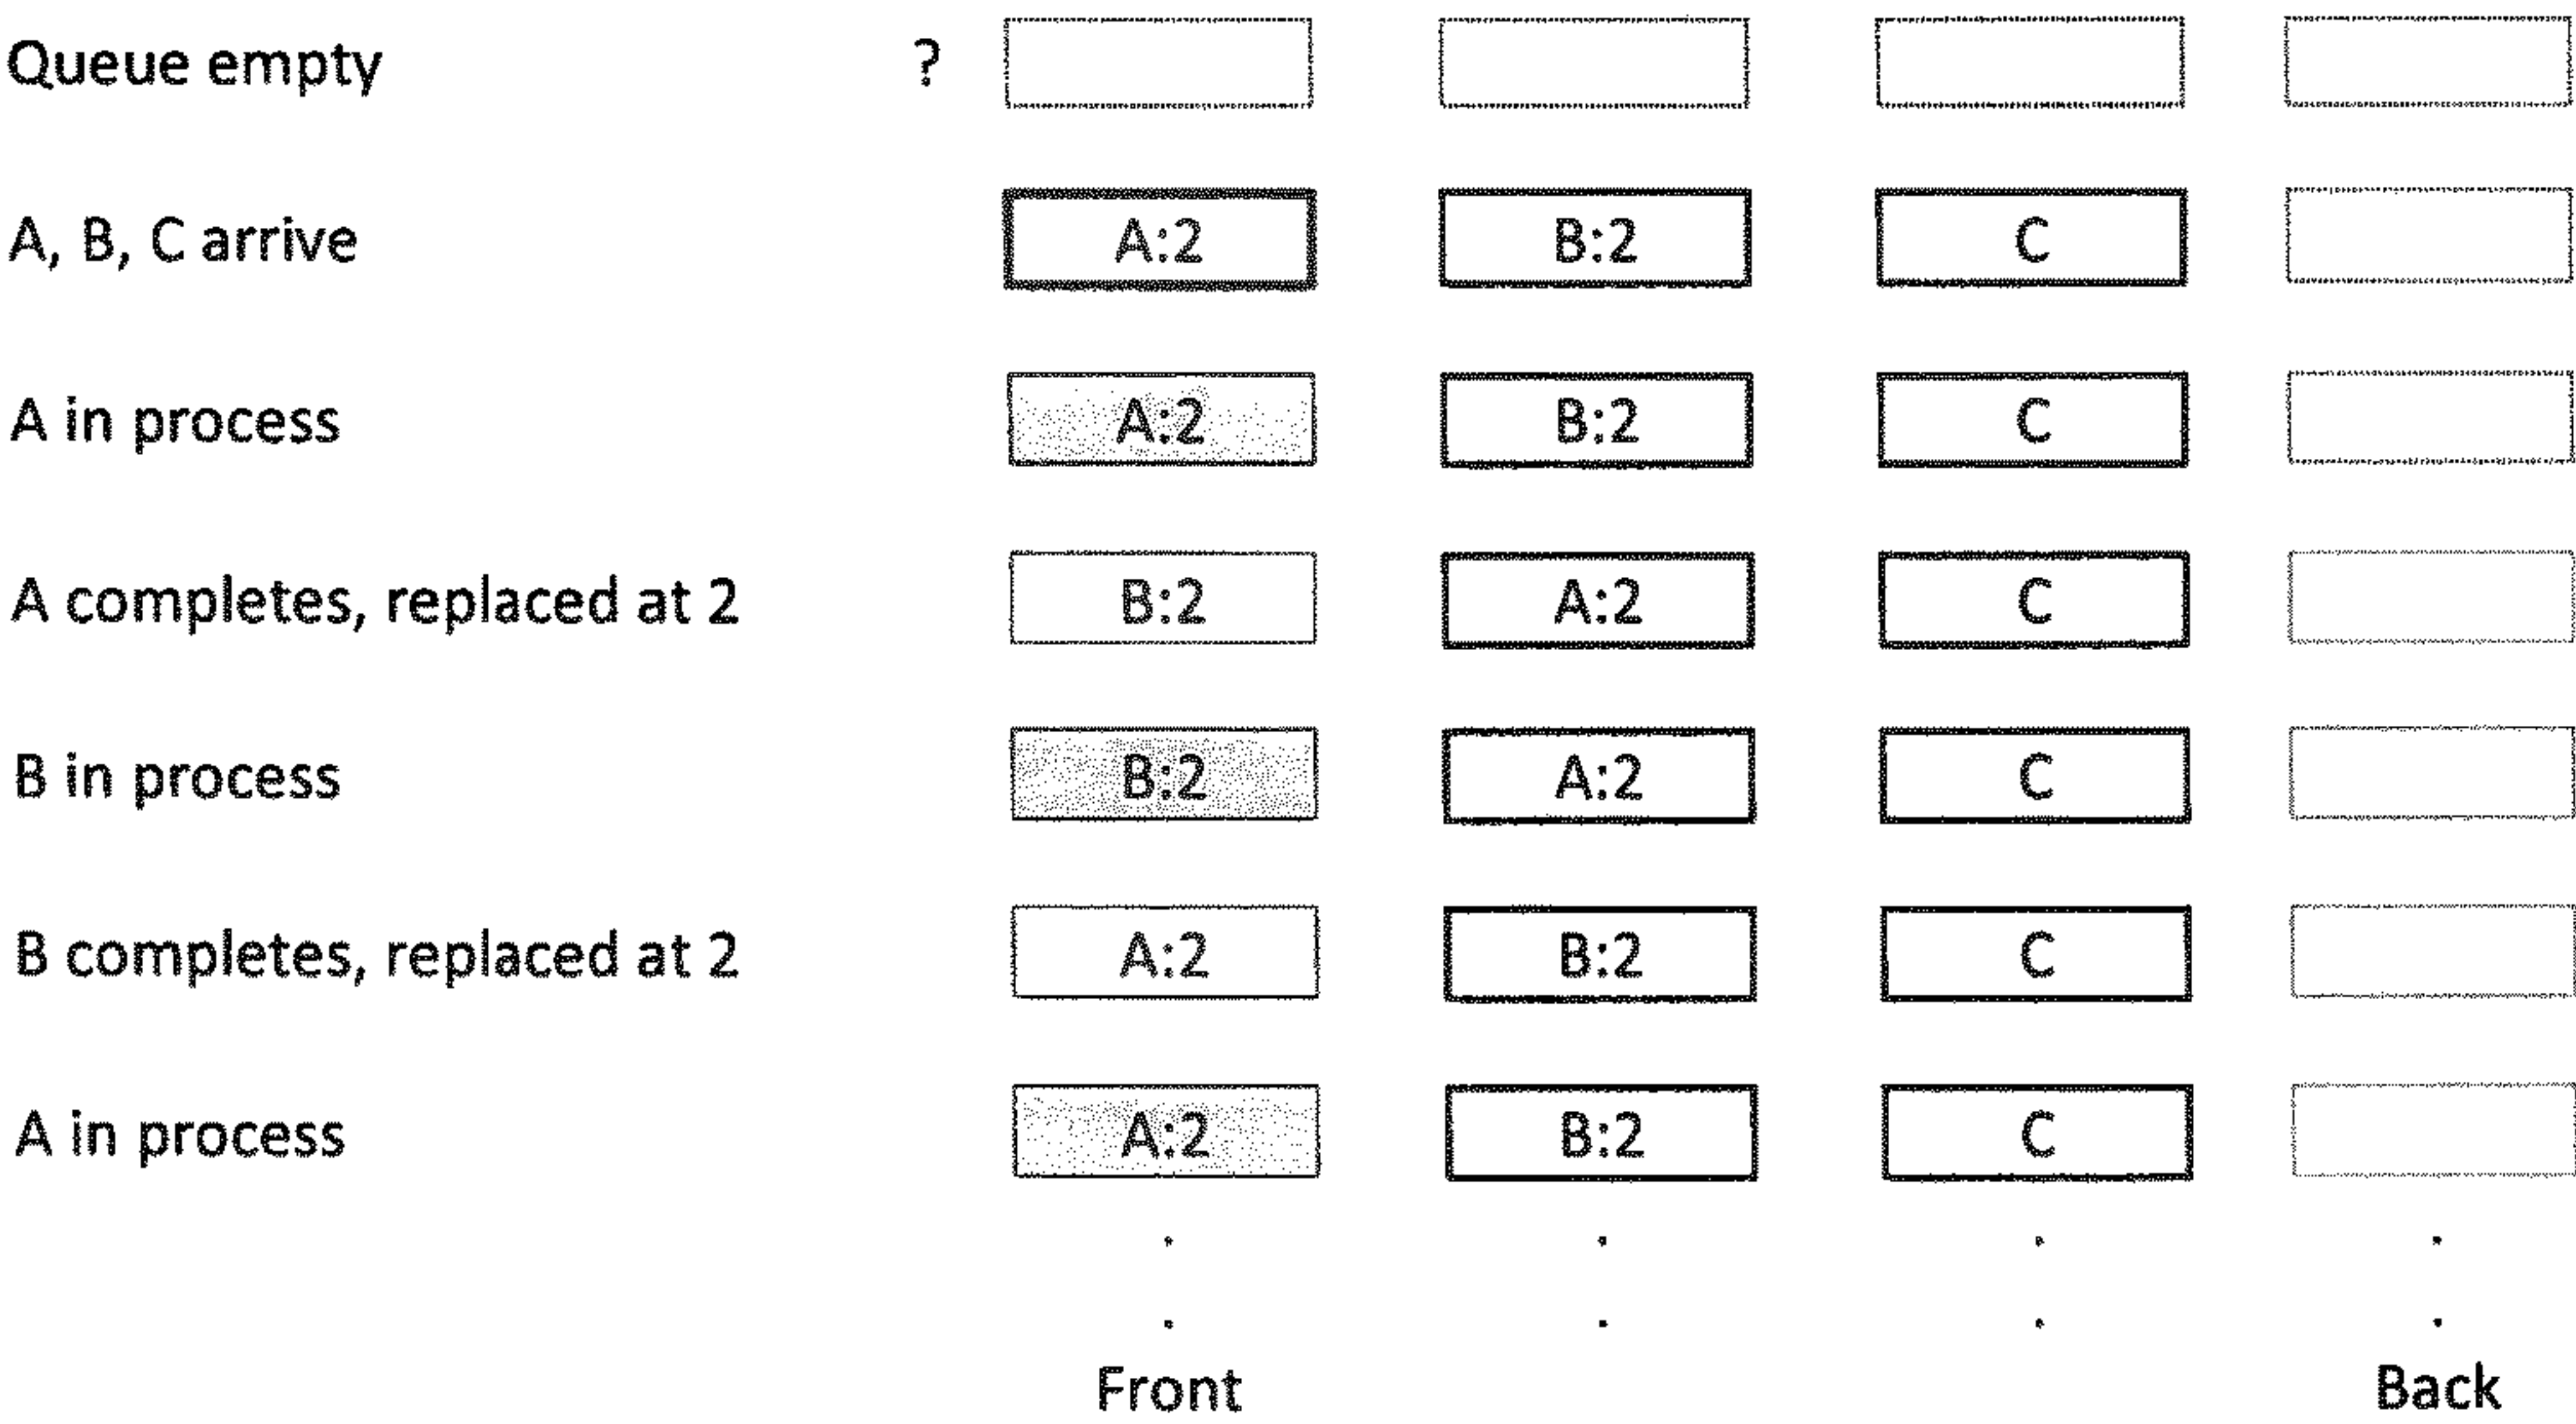 Queue empty ?
A, B, C arrive A:2 B:2 C
A in process A:2 B:2 C
A completes, replaced at 2 B:2 A:2 C
B in process B:2 A:2 C
B completes, replaced at 2 A:2 B:2 C
A in process A:2 B:2 C
Front Back